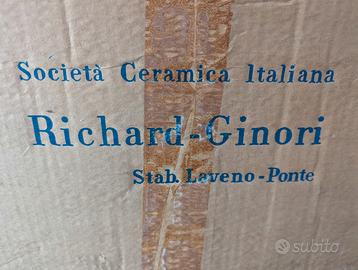 Società Ceramica Italiana
Richard-Ginori
Stab. Laveno-Ponte
subito